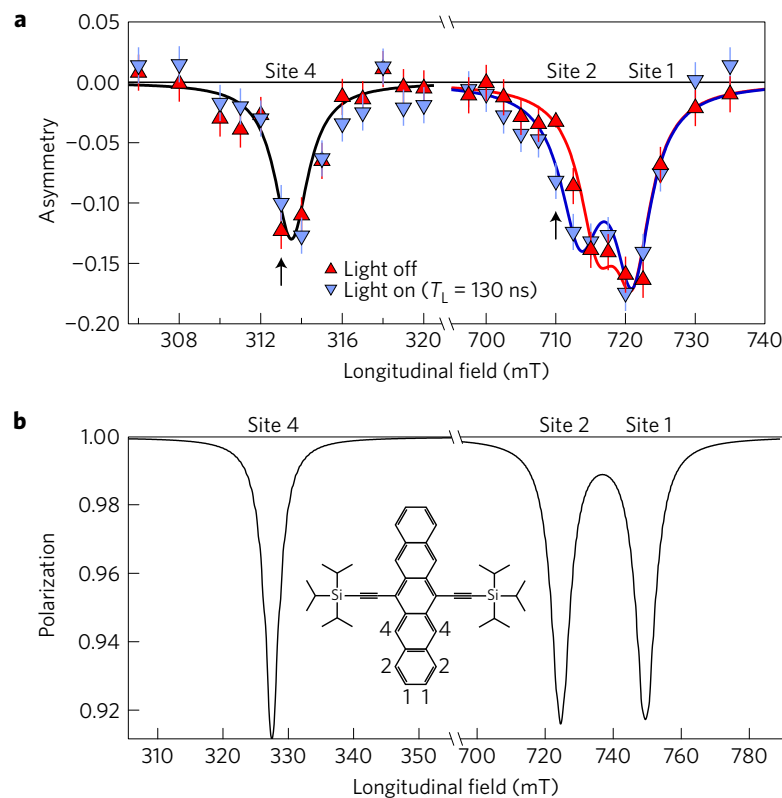 a
0.05
0.00
−0.05
−0.10
−0.15
−0.20
Asymmetry
Site 4
Site 2
Site 1
Light off
Light on (T_L = 130 ns)
308
312
316
320
700
710
720
730
740
Longitudinal field (mT)
b
1.00
0.98
0.96
0.94
0.92
Polarization
Site 4
Site 2
Site 1
Si
Si
4
4
2
2
1
1
310
320
330
340
350
700
720
740
760
780
Longitudinal field (mT)